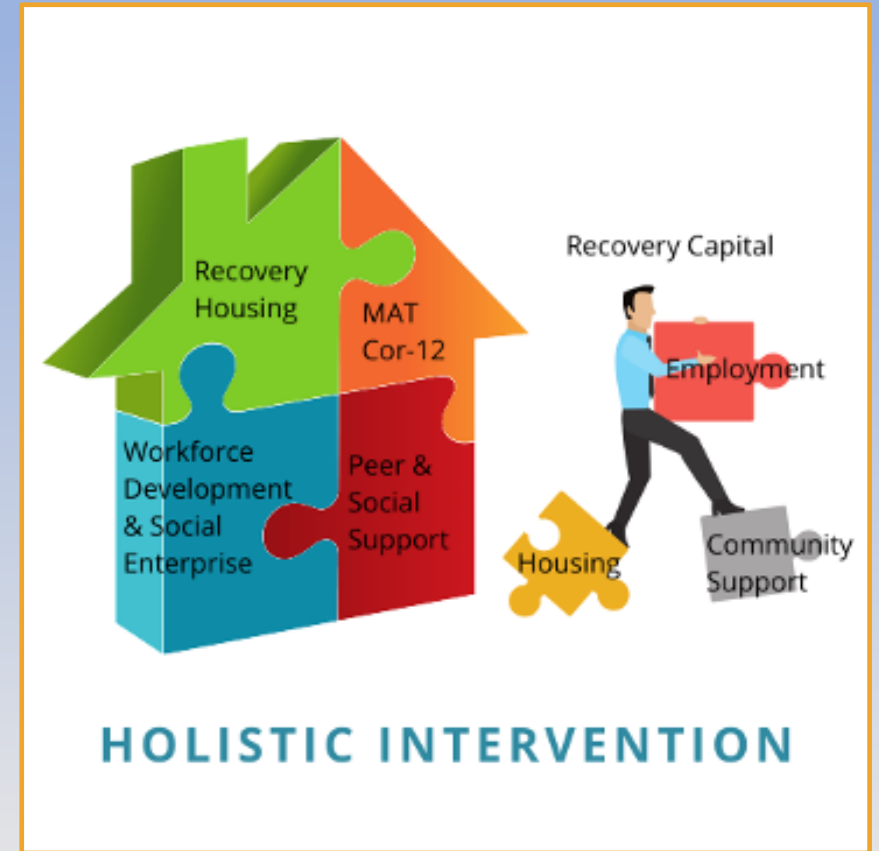 Recovery
Housing
MAT
Cor-12
Workforce
Development
& Social
Enterprise
Peer &
Social
Support
Recovery Capital
Employment
Housing
Community
Support
HOLISTIC INTERVENTION